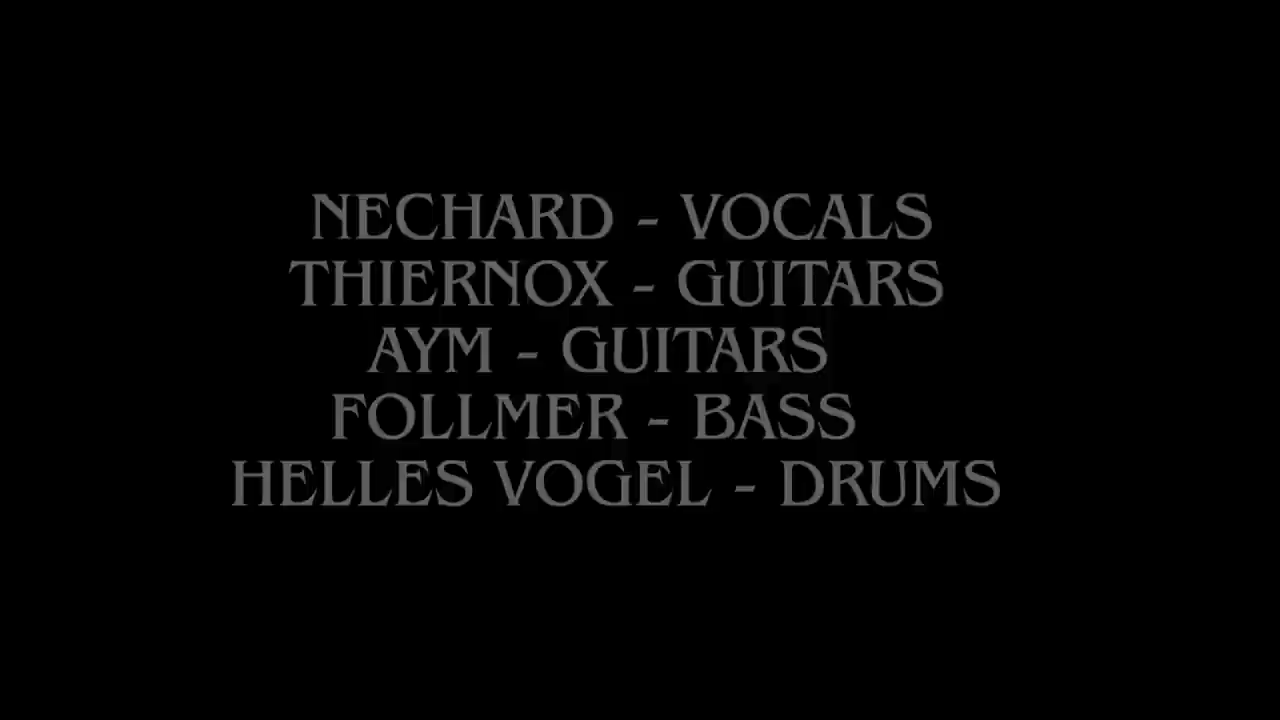 NECHARD - VOCALS
THIERNOX - GUITARS
AYM - GUITARS
FOLLMER - BASS
HELLES VOGEL - DRUMS